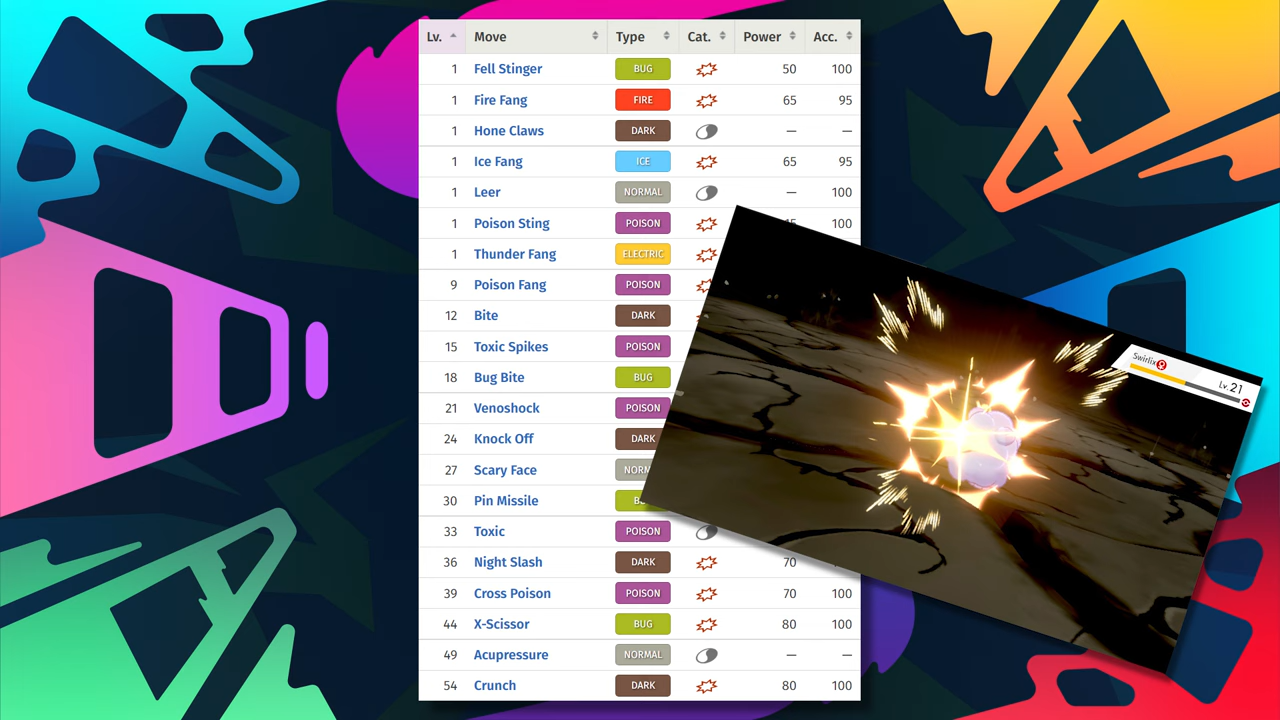 Lv. Move Type Cat. Power Acc.
1 Fell Stinger BUG 50 100
1 Fire Fang FIRE 65 95
1 Hone Claws DARK — —
1 Ice Fang ICE 65 95
1 Leer NORMAL — 100
1 Poison Sting POISON 100
1 Thunder Fang ELECTRIC
9 Poison Fang POISON
12 Bite DARK
15 Toxic Spikes POISON
18 Bug Bite BUG
21 Venoshock POISON
24 Knock Off DARK
27 Scary Face
30 Pin Missile
33 Toxic POISON
36 Night Slash DARK 70
39 Cross Poison POISON 70 100
44 X-Scissor BUG 80 100
49 Acupressure NORMAL — —
54 Crunch DARK 80 100
Swirlix
Lv. 21